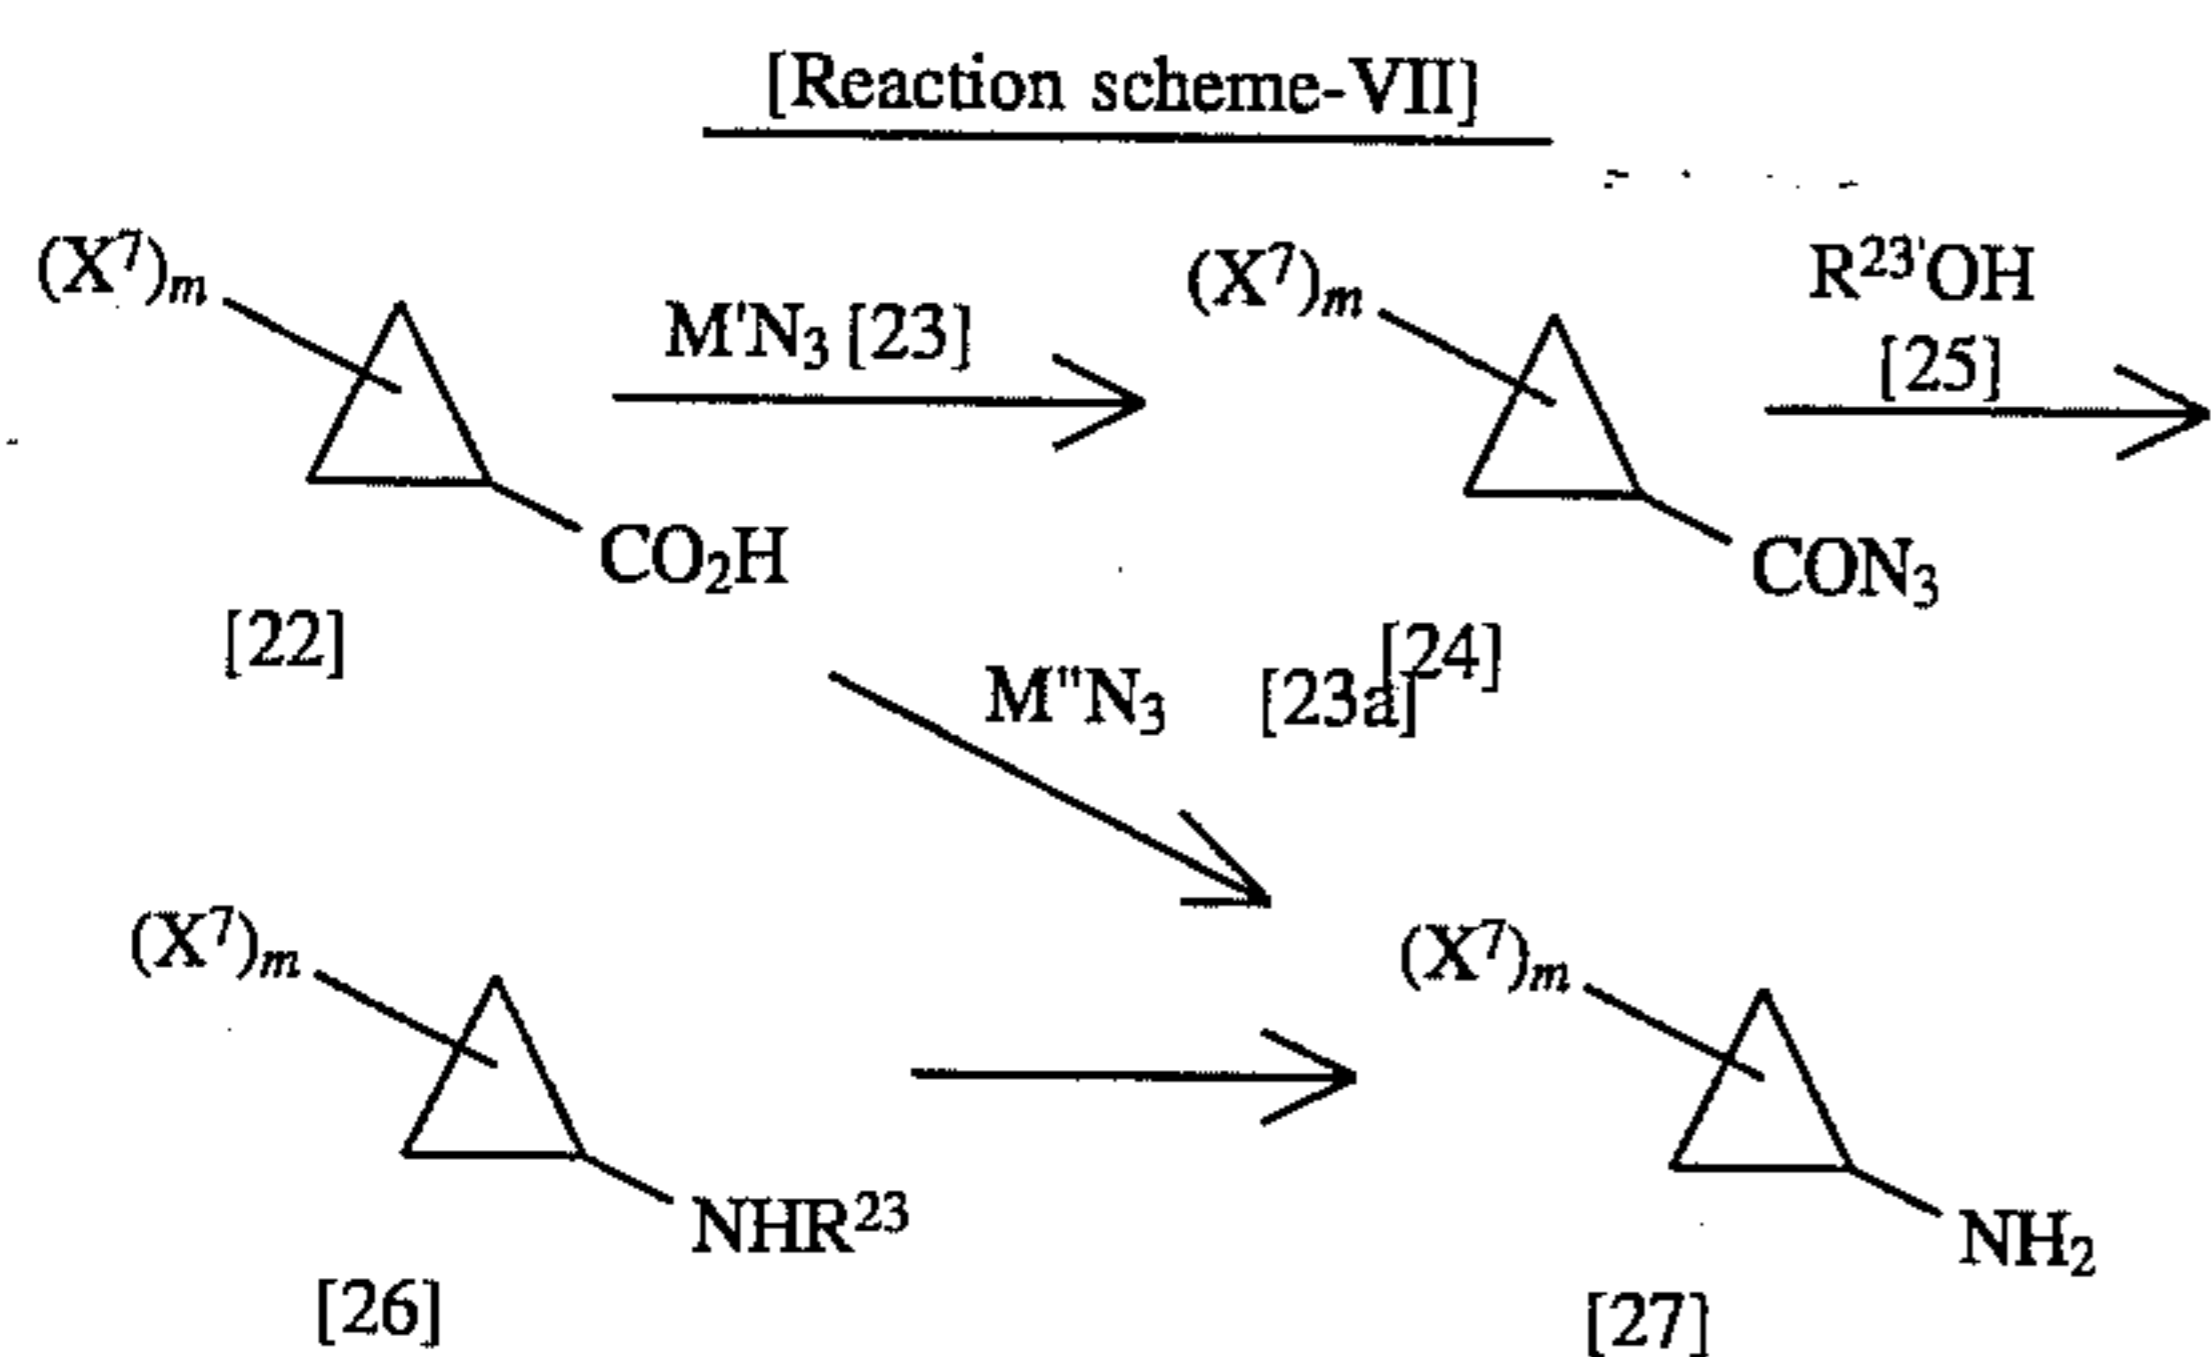 [Reaction scheme-VII]
(X⁷)ₘ
M'N₃ [23]
(X⁷)ₘ
R²³'OH
[25]
CO₂H
CON₃
[22]
[24]
M"N₃ [23a]
(X⁷)ₘ
(X⁷)ₘ
NHR²³
NH₂
[26]
[27]